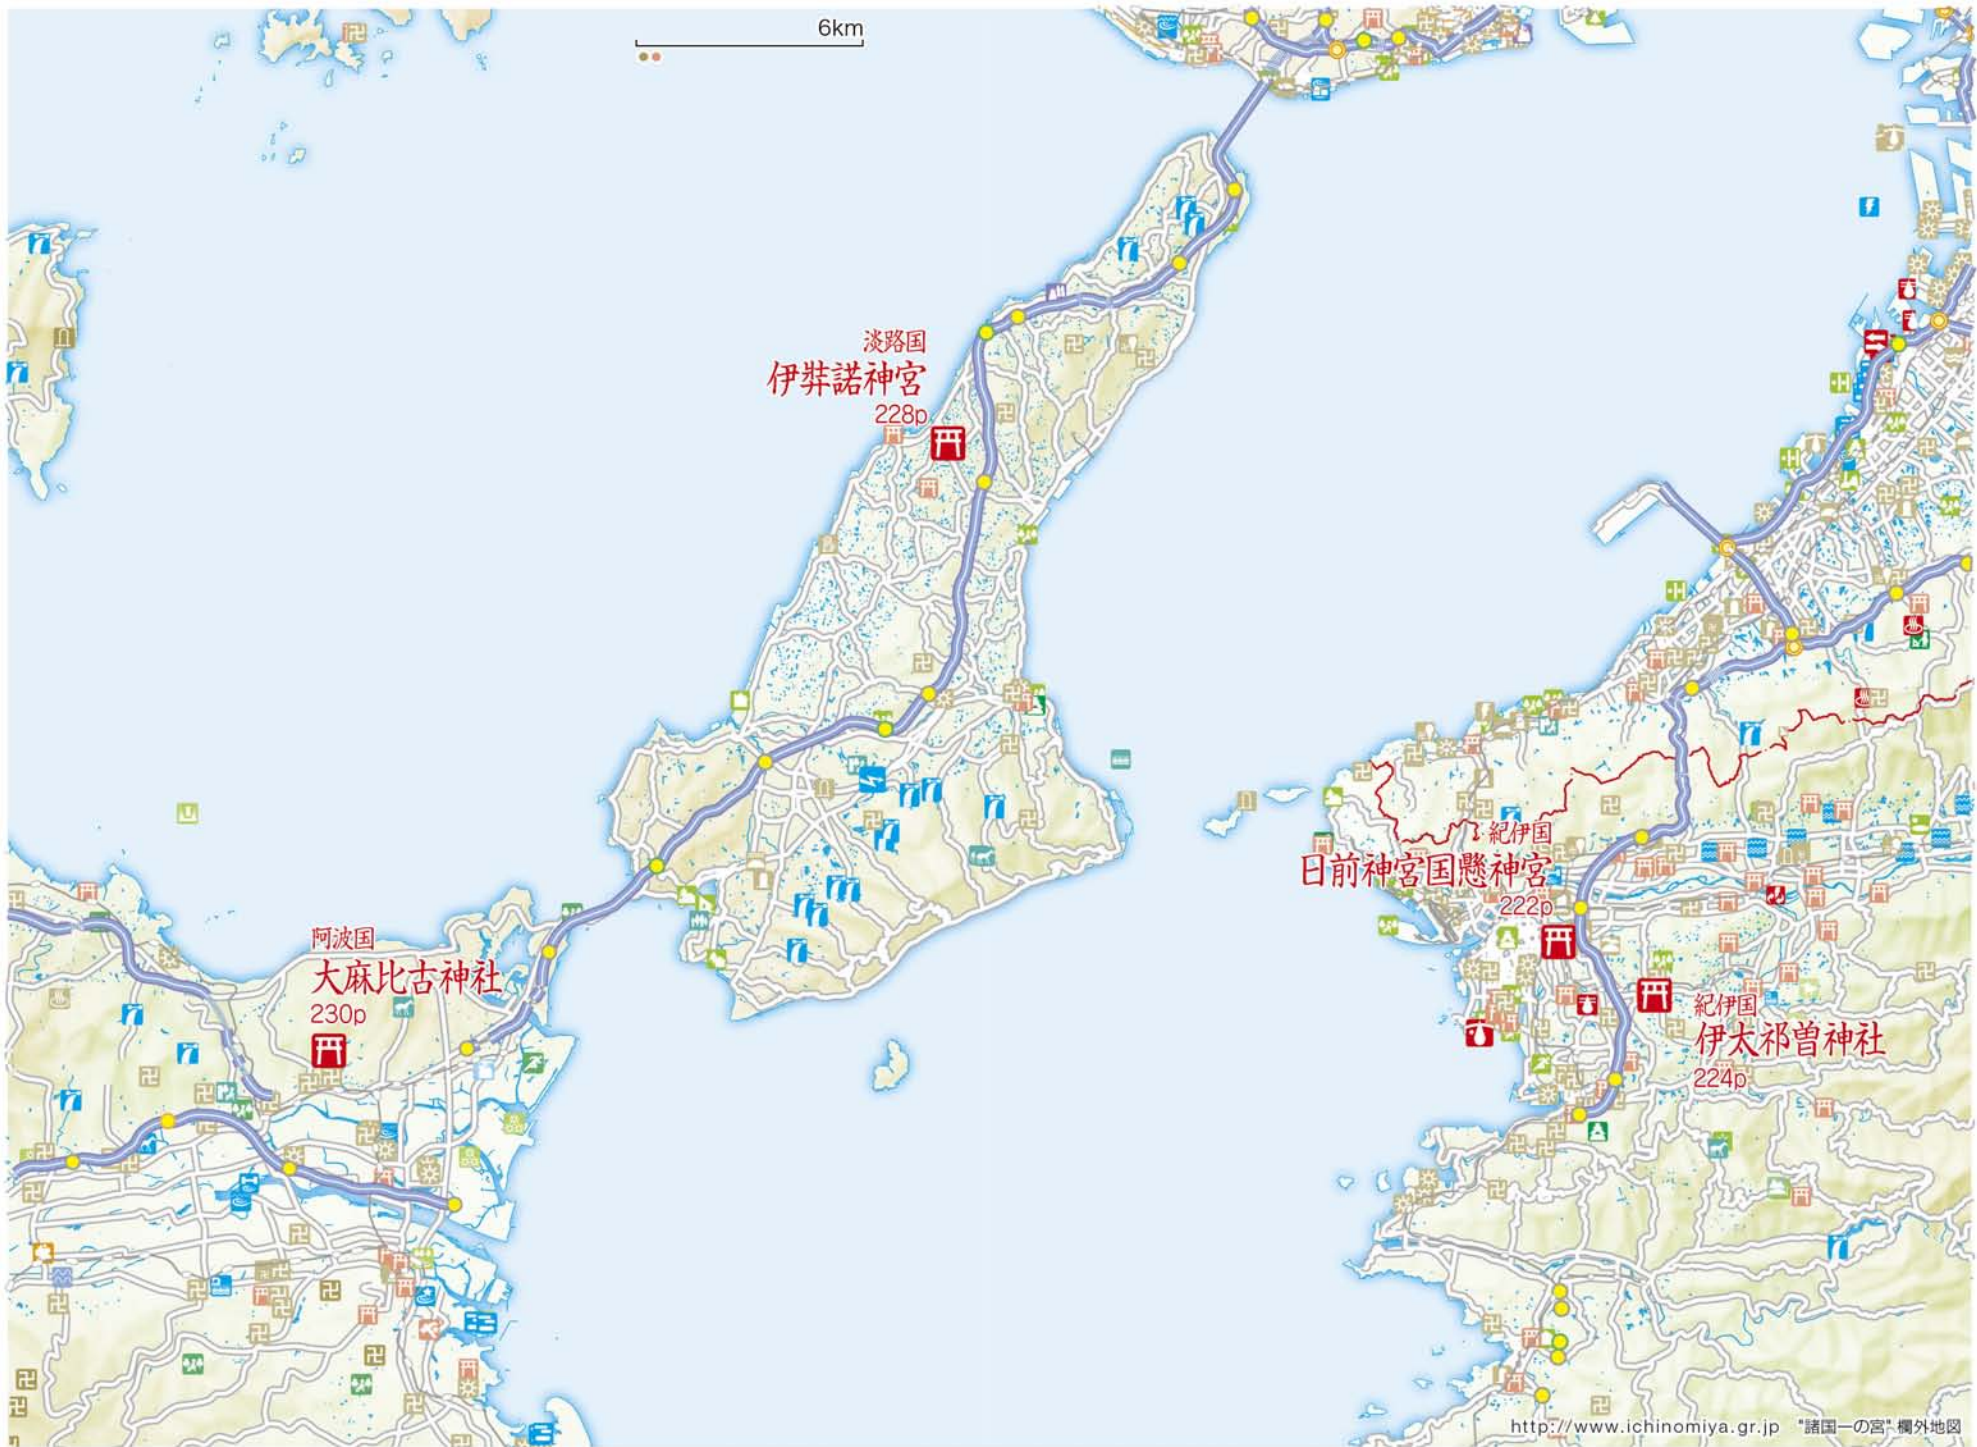 6km
淡路国
伊弉諾神宮
228p
紀伊国
日前神宮国懸神宮
222p
阿波国
大麻比古神社
230p
紀伊国
伊太祁曽神社
224p
http://www.ichinomiya.gr.jp "諸国一の宮" 欄外地図